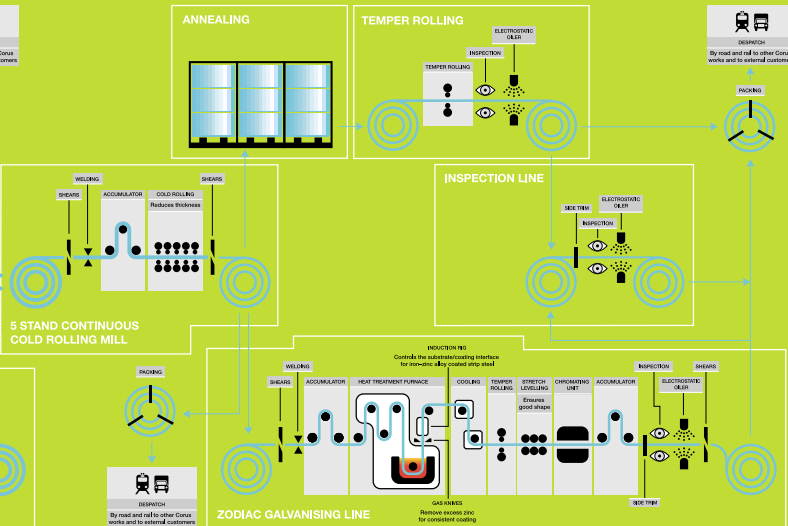 ANNEALING
TEMPER ROLLING
ELECTROSTATIC
OILER
INSPECTION
TEMPER ROLLING
Corus
tomers
DESPATCH
By road and rail to other Corus
works and to external custome
PACKING
INSPECTION LINE
SIDE TRIM
ELECTROSTATIC
OILER
INSPECTION
WELDING
SHEARS
ACCUMULATOR
COLD ROLLING
Reduces thickness
SHEARS
5 STAND CONTINUOUS
COLD ROLLING MILL
PACKING
DESPATCH
By road and rail to other Corus
works and to external customers
INDUCTION RIG
Controls the substrate/coating interface
for iron-zinc alloy coated strip steel
WELDING
SHEARS
ACCUMULATOR
HEAT TREATMENT FURNACE
COOLING
TEMPER
ROLLING
STRETCH
LEVELLING
Ensures
good shape
CHROMATING
UNIT
ACCUMULATOR
INSPECTION
SHEARS
ELECTROSTATIC
OILER
SIDE TRIM
GAS KNIVES
Remove excess zinc
for consistent coating
ZODIAC GALVANISING LINE